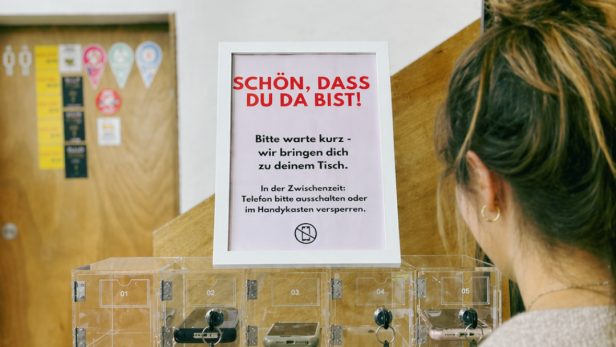 SCHÖN, DASS
DU DA BIST!
Bitte warte kurz -
wir bringen dich
zu deinem Tisch.
In der Zwischenzeit:
Telefon bitte ausschalten oder
im Handykasten versperren.
01
02
03
04
05